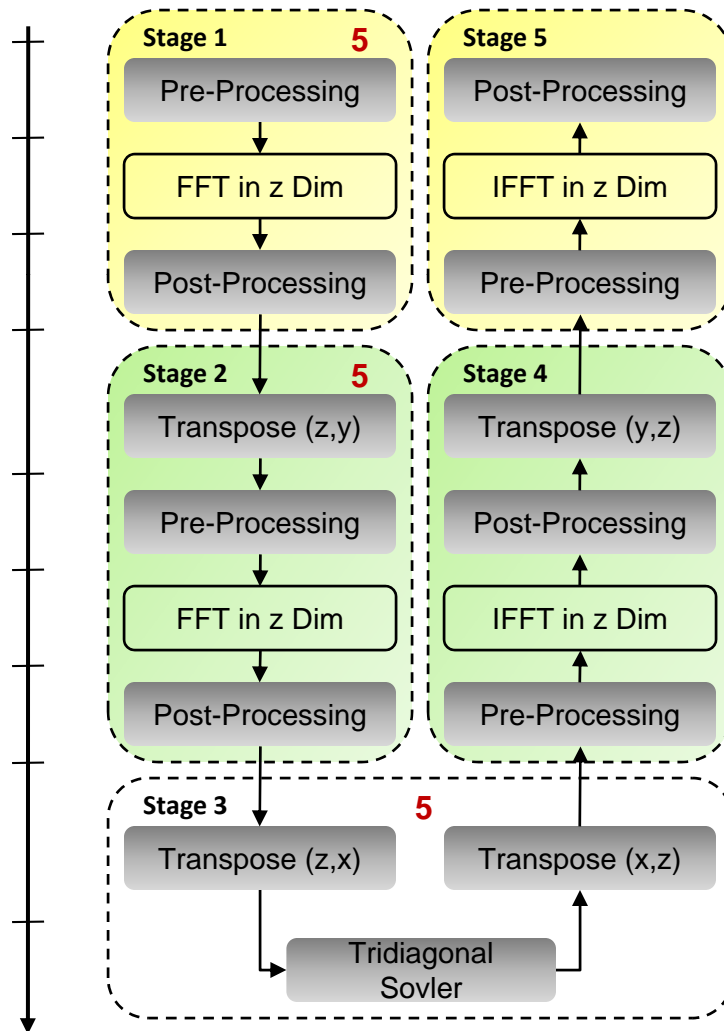 Stage 1
5
Pre-Processing
FFT in z Dim
Post-Processing
Stage 2
5
Transpose (z,y)
Pre-Processing
FFT in z Dim
Post-Processing
Stage 3
5
Transpose (z,x)
Tridiagonal
Sovler
Transpose (x,z)
Stage 4
Transpose (y,z)
Post-Processing
IFFT in z Dim
Pre-Processing
Stage 5
Post-Processing
IFFT in z Dim
Pre-Processing